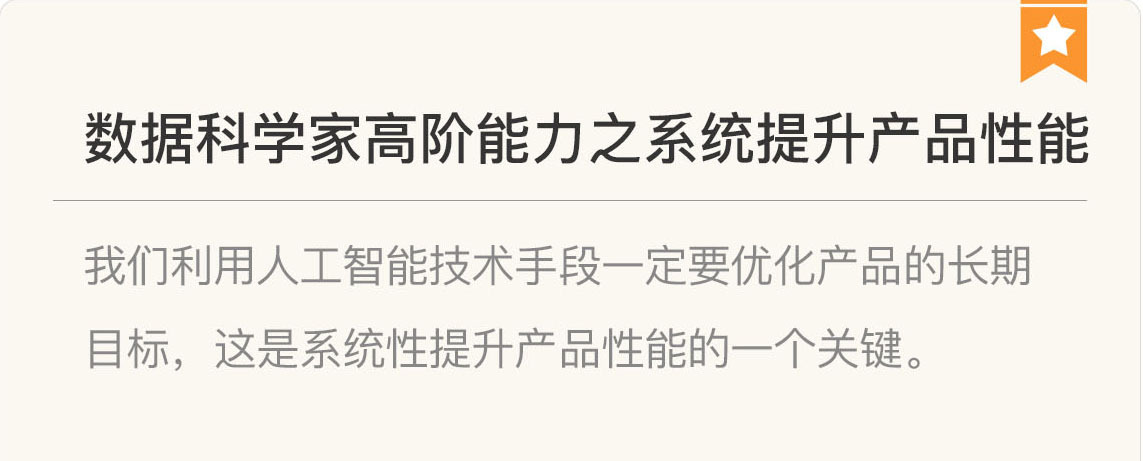 数据科学家高阶能力之系统提升产品性能
我们利用人工智能技术手段一定要优化产品的长期
目标，这是系统性提升产品性能的一个关键。